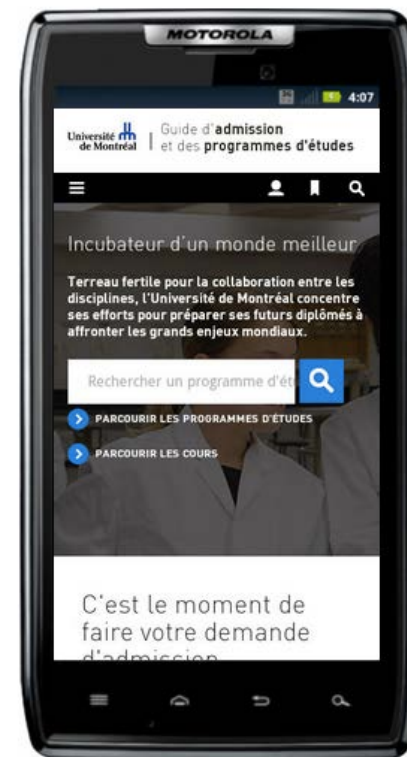 MOTOROLA
4:07
Université
de Montréal
Guide d'admission
et des programmes d'études
Incubateur d'un monde meilleur
Terreau fertile pour la collaboration entre les
disciplines, l'Université de Montréal concentre
ses efforts pour préparer ses futurs diplômés à
affronter les grands enjeux mondiaux.
Rechercher un programme d'ét
PARCOURIR LES PROGRAMMES D'ÉTUDES
PARCOURIR LES COURS
C'est le moment de
faire votre demande
d'admission